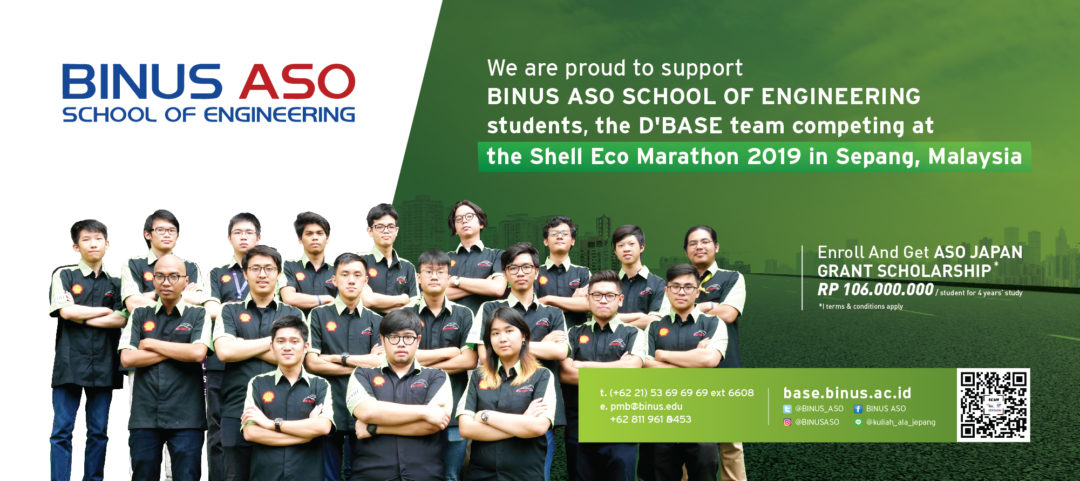 BINUS ASO
SCHOOL OF ENGINEERING
We are proud to support
BINUS ASO SCHOOL OF ENGINEERING
students, the D'BASE team competing at
the Shell Eco Marathon 2019 in Sepang, Malaysia
Enroll And Get ASO JAPAN
GRANT SCHOLARSHIP*
RP 106.000.000 / student for 4 years' study
*) terms & conditions apply
t. (+62 21) 53 69 69 69 ext 6608
e. pmb@binus.edu
+62 811 961 8453
base.binus.ac.id
@BINUS_ASO
BINUS ASO
@BINUSASO
@kuliah_ala_jepang